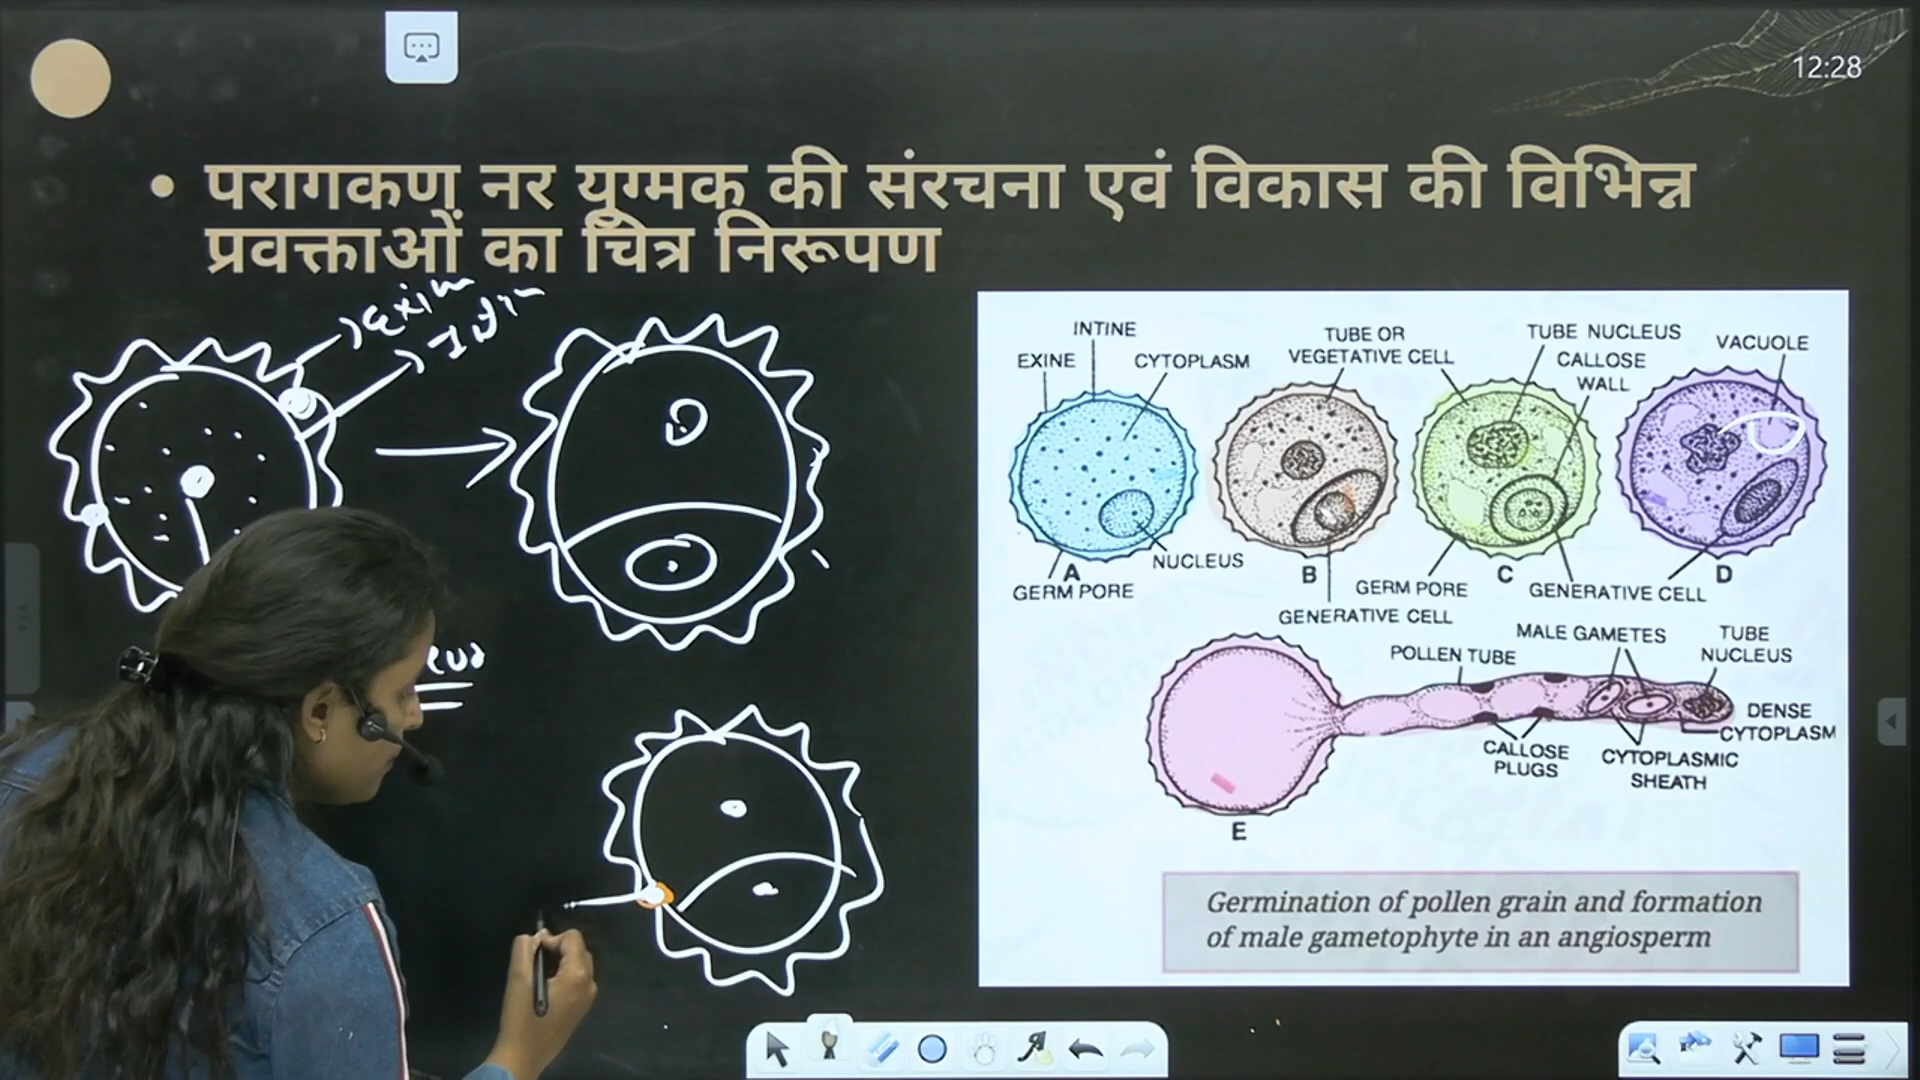 12:28
• परागकण नर युग्मक की संरचना एवं विकास की विभिन्न
प्रवक्ताओं का चित्र निरूपण
INTINE
EXINE
CYTOPLASM
TUBE OR
VEGETATIVE CELL
TUBE NUCLEUS
CALLOSE
WALL
VACUOLE
NUCLEUS
A
GERM PORE
B
GENERATIVE CELL
GERM PORE
C
GENERATIVE CELL
D
POLLEN TUBE
MALE GAMETES
TUBE
NUCLEUS
DENSE
CYTOPLASM
CALLOSE
PLUGS
CYTOPLASMIC
SHEATH
E
Germination of pollen grain and formation
of male gametophyte in an angiosperm